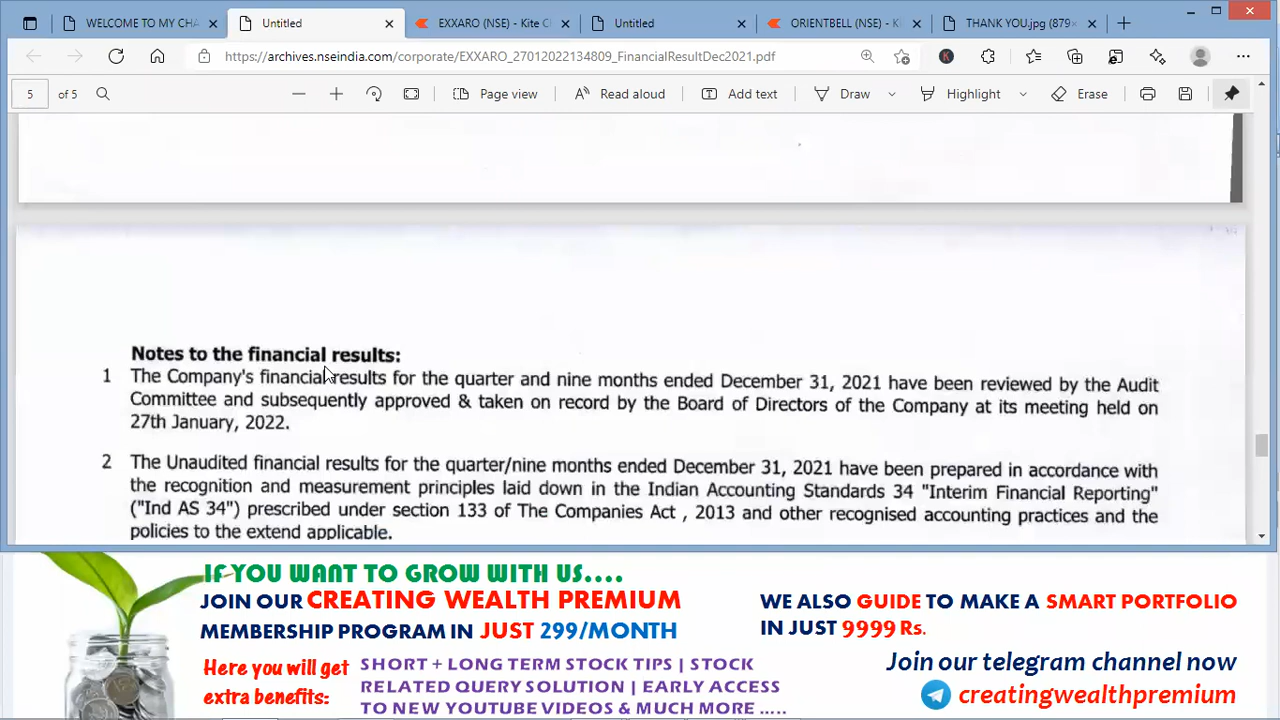 WELCOME TO MY CHA
Untitled
EXXARO (NSE) - Kite C
Untitled
ORIENTBELL (NSE) - K
THANK YOU.jpg (879×
https://archives.nseindia.com/corporate/EXXARO_27012022134809_FinancialResultDec2021.pdf
K
5 of 5
Page view
Read aloud
Add text
Draw
Highlight
Erase
Notes to the financial results:
1 The Company's financial results for the quarter and nine months ended December 31, 2021 have been reviewed by the Audit
Committee and subsequently approved & taken on record by the Board of Directors of the Company at its meeting held on
27th January, 2022.
2 The Unaudited financial results for the quarter/nine months ended December 31, 2021 have been prepared in accordance with
the recognition and measurement principles laid down in the Indian Accounting Standards 34 "Interim Financial Reporting"
("Ind AS 34") prescribed under section 133 of The Companies Act , 2013 and other recognised accounting practices and the
policies to the extend applicable.
IF YOU WANT TO GROW WITH US....
JOIN OUR CREATING WEALTH PREMIUM
MEMBERSHIP PROGRAM IN JUST 299/MONTH
Here you will get
extra benefits:
SHORT + LONG TERM STOCK TIPS | STOCK
RELATED QUERY SOLUTION | EARLY ACCESS
TO NEW YOUTUBE VIDEOS & MUCH MORE .....
WE ALSO GUIDE TO MAKE A SMART PORTFOLIO
IN JUST 9999 Rs.
Join our telegram channel now
creatingwealthpremium